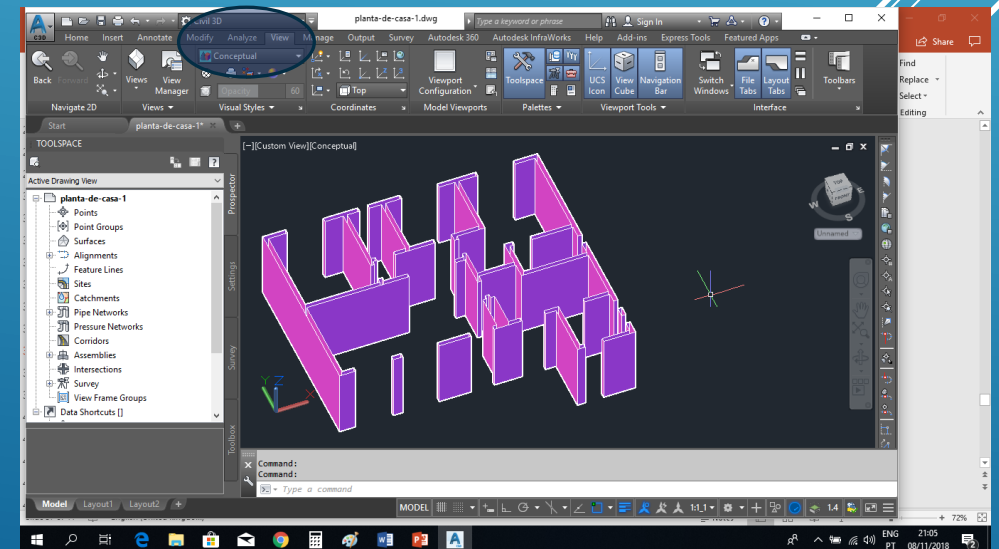 Civil 3D
planta-de-casa-1.dwg
Type a keyword or phrase
Sign In
C3D
Home Insert Annotate Modify Analyze View Manage Output Survey Autodesk 360 Autodesk InfraWorks Help Add-ins Express Tools Featured Apps
Share
Back Forward
Views View Manager
Conceptual
Opacity 60
Top
Viewport Configuration
Toolspace
UCS Icon
View Cube
Navigation Bar
Switch Windows
File Tabs
Layout Tabs
Toolbars
Find
Replace
Select
Editing
Navigate 2D Views Visual Styles Coordinates Model Viewports Palettes Viewport Tools Interface
Start planta-de-casa-1*
TOOLSPACE
[-][Custom View][Conceptual]
Active Drawing View
planta-de-casa-1
Points
Point Groups
Surfaces
Alignments
Feature Lines
Sites
Catchments
Pipe Networks
Pressure Networks
Corridors
Assemblies
Intersections
Survey
View Frame Groups
Data Shortcuts []
Prospector
Settings
Survey
Toolbox
TOP
FRONT
W
S
Unnamed
Y Z X
Command:
Command:
Type a command
Model Layout1 Layout2 +
MODEL
1:1_1
1.4
72%
ENG
PT
21:05
08/11/2018